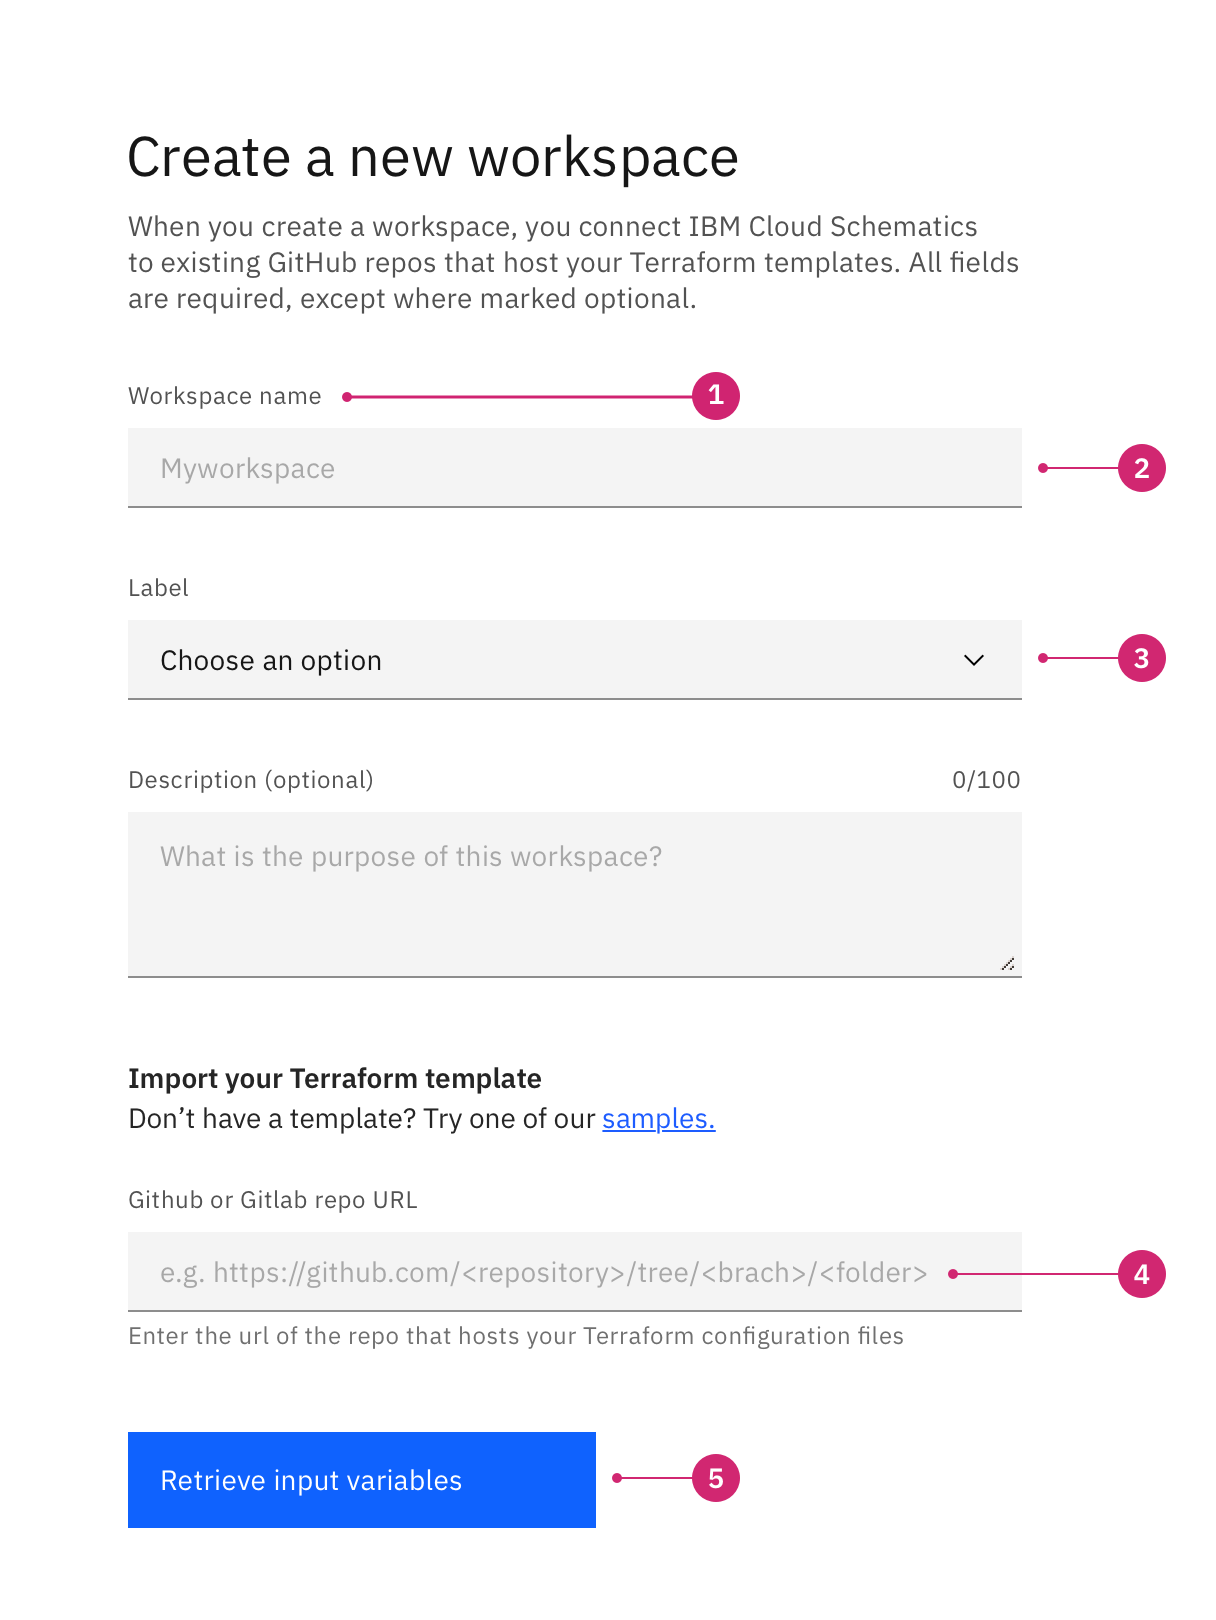 Create a new workspace
When you create a workspace, you connect IBM Cloud Schematics
to existing GitHub repos that host your Terraform templates. All fields
are required, except where marked optional.
Workspace name 1
Myworkspace 2
Label
Choose an option 3
Description (optional) 0/100
What is the purpose of this workspace?
Import your Terraform template
Don’t have a template? Try one of our samples.
Github or Gitlab repo URL
e.g. https://github.com/<repository>/tree/<brach>/<folder> 4
Enter the url of the repo that hosts your Terraform configuration files
Retrieve input variables 5